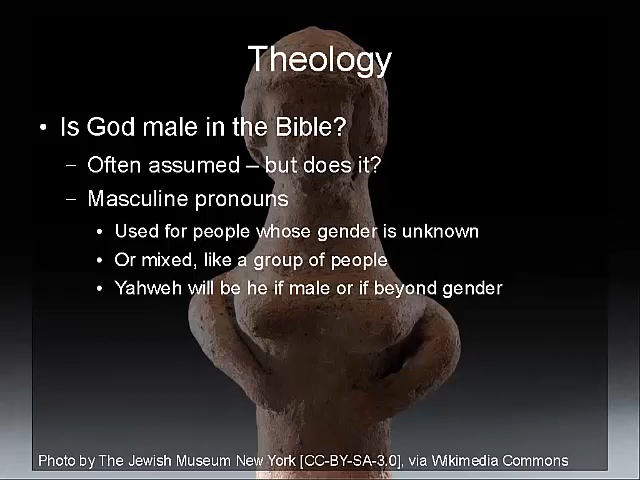 Theology
• Is God male in the Bible?
– Often assumed – but does it?
– Masculine pronouns
• Used for people whose gender is unknown
• Or mixed, like a group of people
• Yahweh will be he if male or if beyond gender
Photo by The Jewish Museum New York [CC-BY-SA-3.0], via Wikimedia Commons